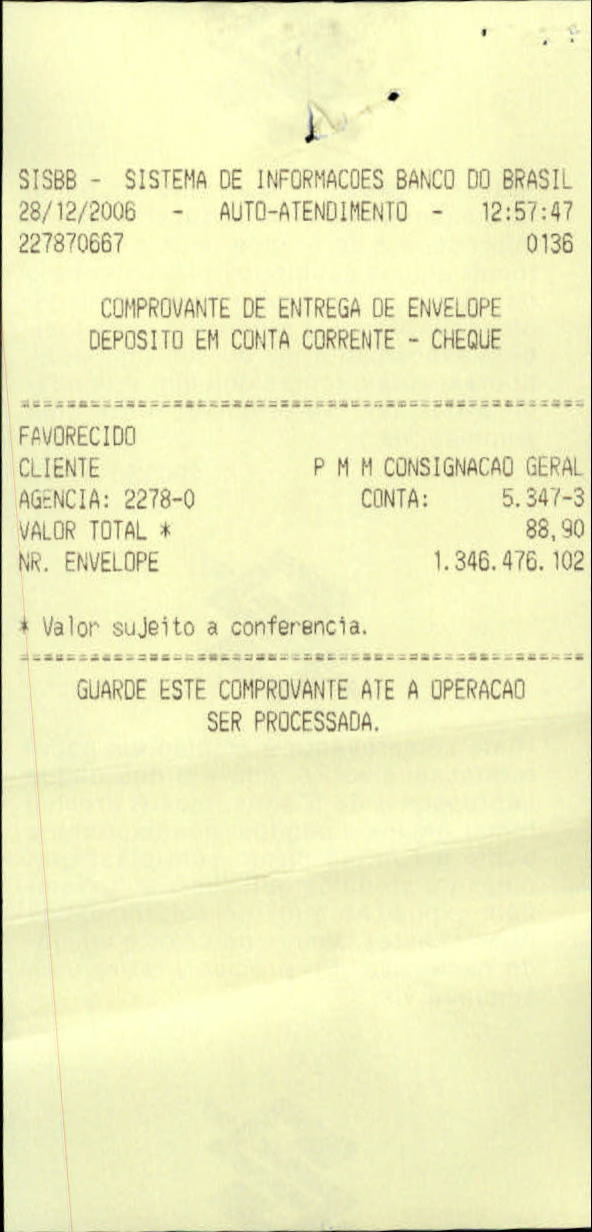 SISBB - SISTEMA DE INFORMACOES BANCO DO BRASIL
28/12/2006 - AUTO-ATENDIMENTO - 12:57:47
227870667 0136
COMPROVANTE DE ENTREGA DE ENVELOPE
DEPOSITO EM CONTA CORRENTE - CHEQUE
FAVORECIDO
CLIENTE P M M CONSIGNACAO GERAL
AGENCIA: 2278-0 CONTA: 5.347-3
VALOR TOTAL * 88,90
NR. ENVELOPE 1.346.476.102
* Valor sujeito a conferencia.
GUARDE ESTE COMPROVANTE ATE A OPERACAO
SER PROCESSADA.